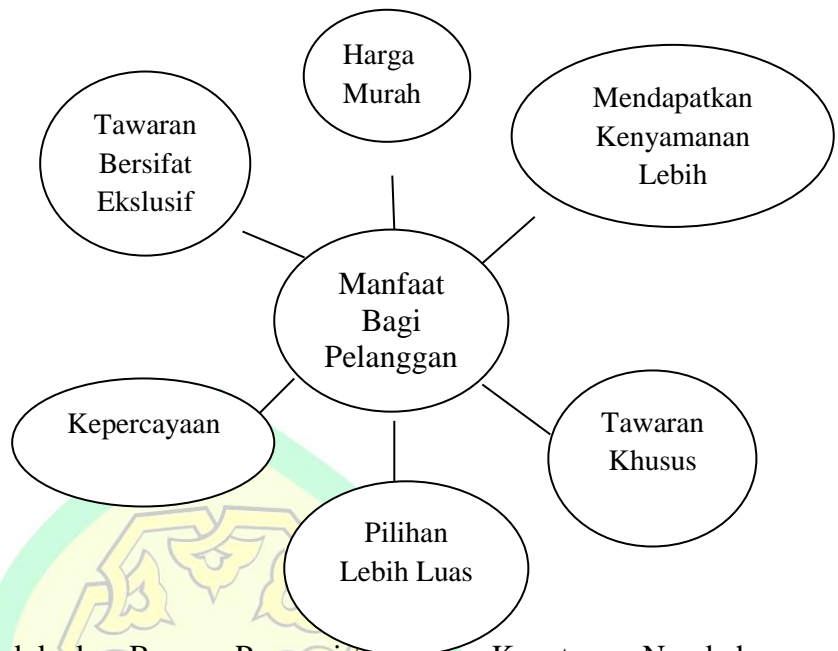 Harga
Murah
Mendapatkan
Kenyamanan
Lebih
Tawaran
Bersifat
Ekslusif
Manfaat
Bagi
Pelanggan
Kepercayaan
Tawaran
Khusus
Pilihan
Lebih Luas